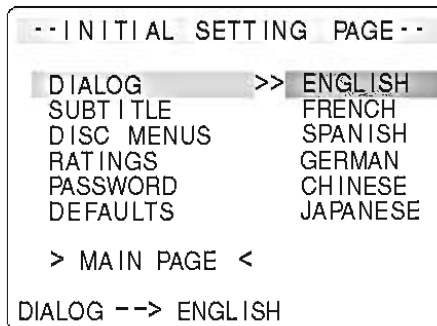 --INITIAL SETTING PAGE--
DIALOG >> ENGLISH
SUBTITLE FRENCH
DISC MENUS SPANISH
RATINGS GERMAN
PASSWORD CHINESE
DEFAULTS JAPANESE
> MAIN PAGE <
DIALOG --> ENGLISH